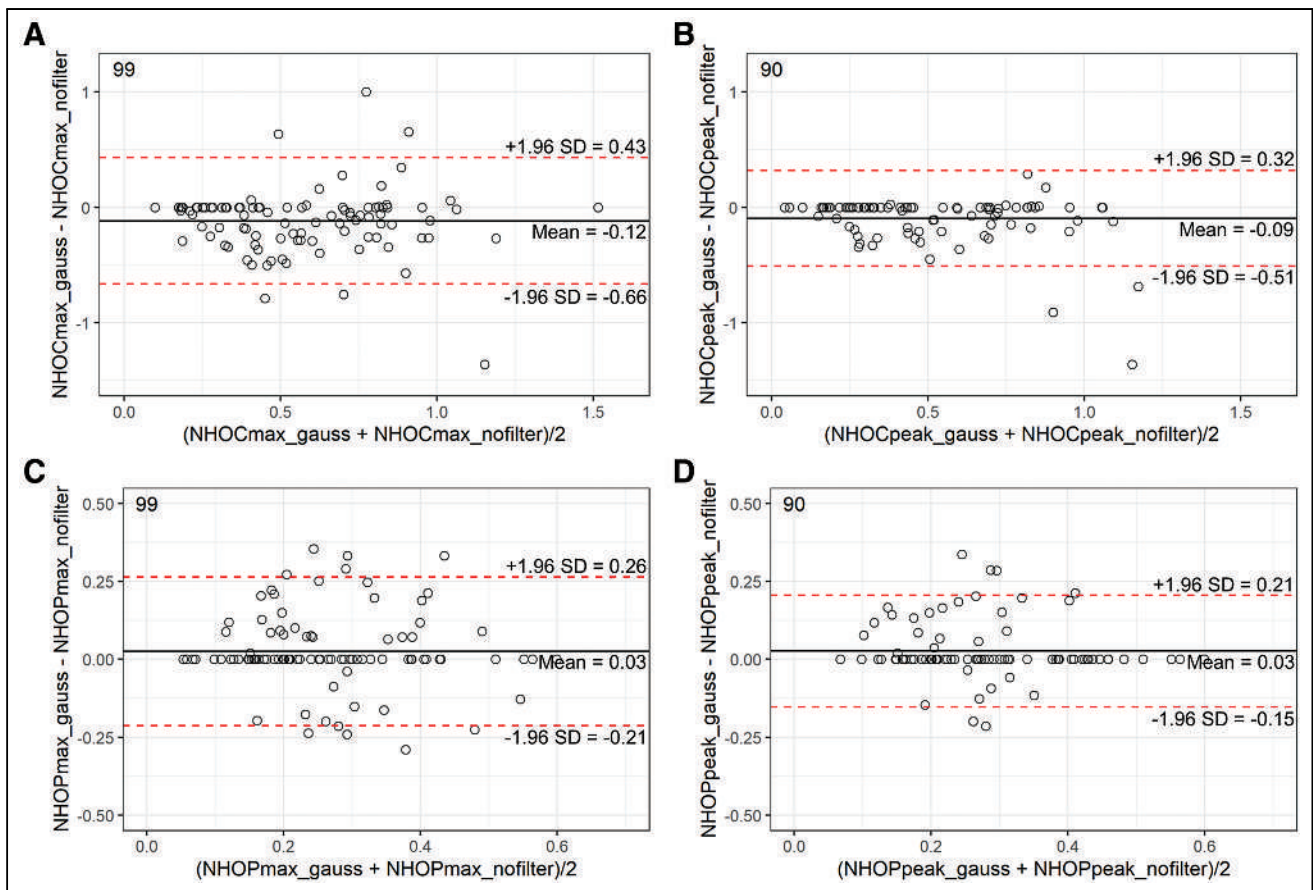 A
99
NHOCmax_gauss - NHOCmax_nofilter
1
0
-1
+1.96 SD = 0.43
Mean = -0.12
-1.96 SD = -0.66
0.0 0.5 1.0 1.5
(NHOCmax_gauss + NHOCmax_nofilter)/2
B
90
NHOCpeak_gauss - NHOCpeak_nofilter
1
0
-1
+1.96 SD = 0.32
Mean = -0.09
-1.96 SD = -0.51
0.0 0.5 1.0 1.5
(NHOCpeak_gauss + NHOCpeak_nofilter)/2
C
99
NHOPmax_gauss - NHOPmax_nofilter
0.50
0.25
0.00
-0.25
-0.50
+1.96 SD = 0.26
Mean = 0.03
-1.96 SD = -0.21
0.0 0.2 0.4 0.6
(NHOPmax_gauss + NHOPmax_nofilter)/2
D
90
NHOPpeak_gauss - NHOPpeak_nofilter
0.50
0.25
0.00
-0.25
-0.50
+1.96 SD = 0.21
Mean = 0.03
-1.96 SD = -0.15
0.0 0.2 0.4 0.6
(NHOPpeak_gauss + NHOPpeak_nofilter)/2